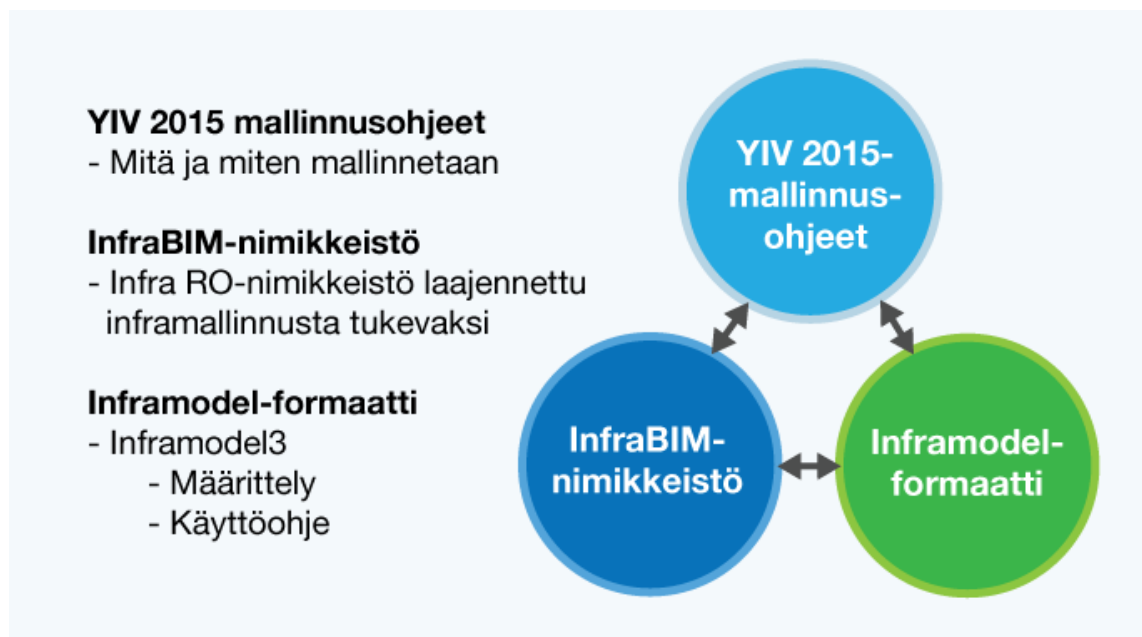 YIV 2015 mallinnusohjeet
- Mitä ja miten mallinnetaan
InfraBIM-nimikkeistö
- Infra RO-nimikkeistö laajennettu
inframallinnusta tukevaksi
Inframodel-formaatti
- Inframodel3
- Määrittely
- Käyttöohje
YIV 2015-
mallinnus-
ohjeet
InfraBIM-
nimikkeistö
Inframodel-
formaatti